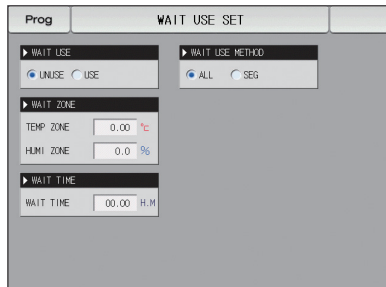 Prog WAIT USE SET
▶ WAIT USE
UNUSE USE
▶ WAIT USE METHOD
ALL SEG
▶ WAIT ZONE
TEMP ZONE 0.00 ℃
HUMI ZONE 0.0 %
▶ WAIT TIME
WAIT TIME 00.00 H.M